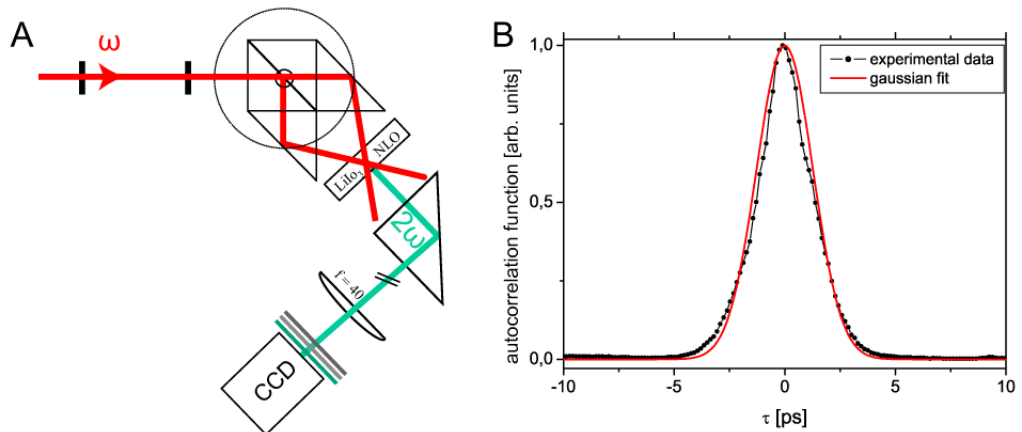 A
ω
LiIo₃ NLO
2ω
f = 40
CCD
B
experimental data
gaussian fit
autocorrelation function [arb. units]
1,0
0,5
0,0
-10
-5
0
5
10
τ [ps]